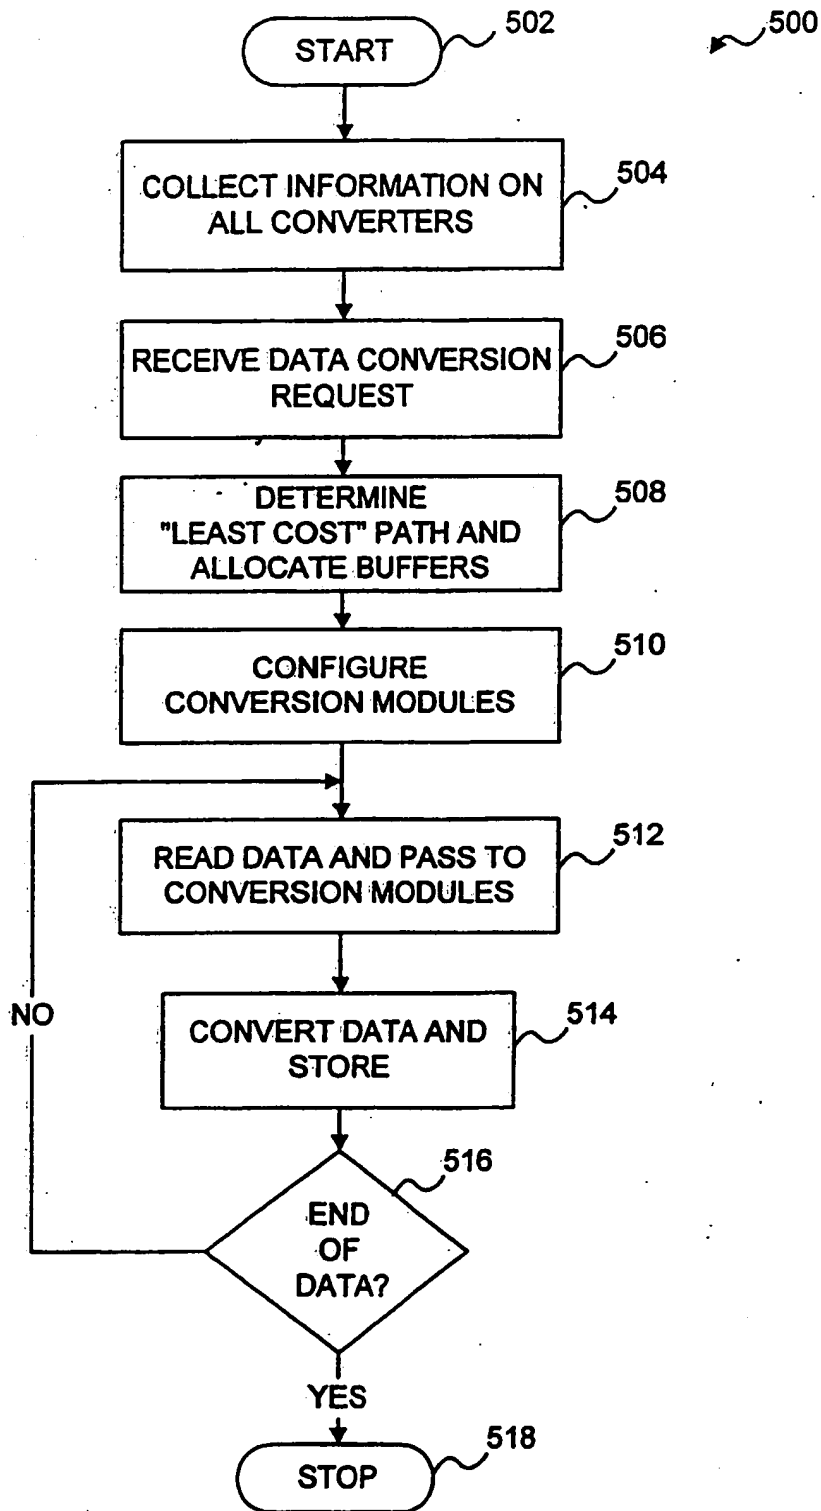 500
START
502
COLLECT INFORMATION ON
ALL CONVERTERS
504
RECEIVE DATA CONVERSION
REQUEST
506
DETERMINE
"LEAST COST" PATH AND
ALLOCATE BUFFERS
508
CONFIGURE
CONVERSION MODULES
510
READ DATA AND PASS TO
CONVERSION MODULES
512
CONVERT DATA AND
STORE
514
NO
END
OF
DATA?
516
YES
STOP
518